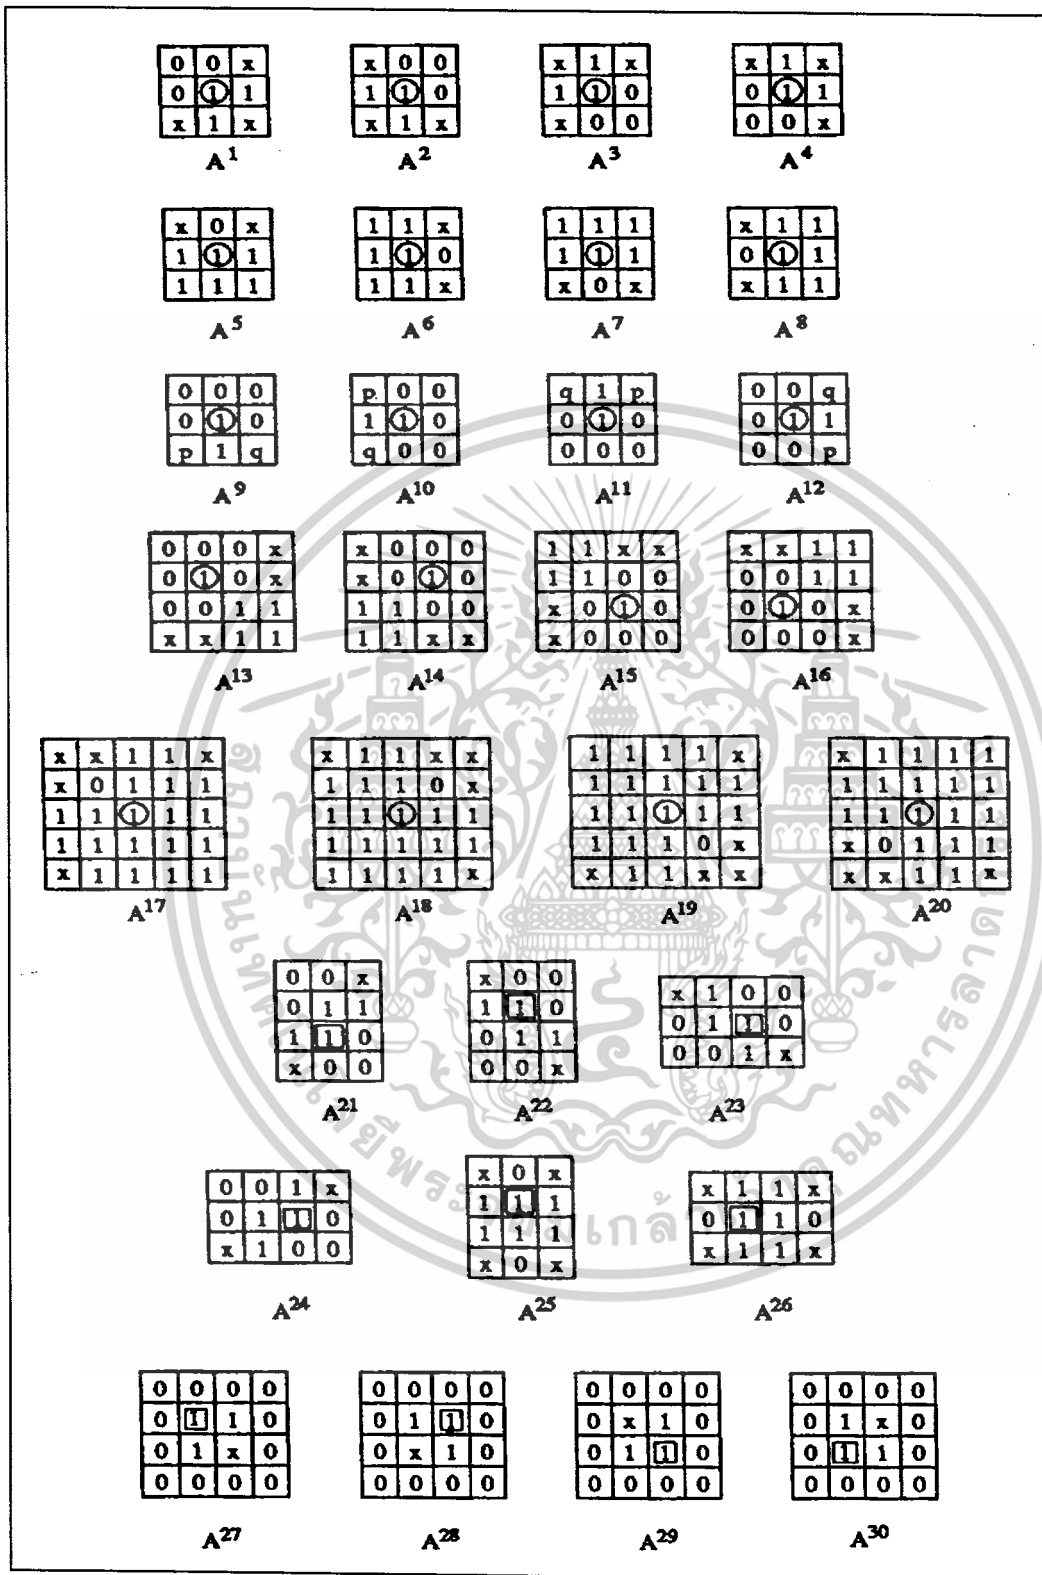 0 0 x x 0 0 x 1 x x 1 x
0 1 1 1 1 0 1 1 0 0 1 1
x 1 x x 1 x x 0 0 0 0 x
A1 A2 A3 A4
x 0 x 1 1 x 1 1 1 x 1 1
1 1 1 1 1 0 1 1 1 0 1 1
1 1 1 1 1 x x 0 x x 1 1
A5 A6 A7 A8
0 0 0 p 0 0 q 1 p 0 0 q
0 1 0 1 1 0 0 1 0 0 1 1
p 1 q q 0 0 0 0 0 0 0 p
A9 A10 A11 A12
0 0 0 x x 0 0 0 1 1 x x x x 1 1
0 1 0 x x 0 1 0 1 1 0 0 0 0 1 1
0 0 1 1 1 1 0 0 x 0 1 0 0 1 0 x
x x 1 1 1 1 x x x 0 0 0 0 0 0 x
A13 A14 A15 A16
x x 1 1 x x 1 1 x x 1 1 1 1 x x 1 1 1 1
x 0 1 1 1 1 1 1 0 x 1 1 1 1 1 1 1 1 1 1
1 1 1 1 1 1 1 1 1 1 1 1 1 1 1 1 1 1 1 1
1 1 1 1 1 1 1 1 1 1 1 1 1 0 x x 0 1 1 1
x 1 1 1 1 1 1 1 1 x x 1 1 x x x x 1 1 x
A17 A18 A19 A20
0 0 x x 0 0
0 1 1 1 1 0 x 1 0 0
1 1 0 0 1 1 0 1 1 0
x 0 0 0 0 x 0 0 1 x
A21 A22 A23
0 0 1 x x 0 x x 1 1 x
0 1 1 0 1 1 1 0 1 1 0
x 1 0 0 1 1 1 x 1 1 x
x 0 x
A24 A25 A26
0 0 0 0 0 0 0 0 0 0 0 0 0 0 0 0
0 1 1 0 0 1 1 0 0 x 1 0 0 1 x 0
0 1 x 0 0 x 1 0 0 1 1 0 0 1 1 0
0 0 0 0 0 0 0 0 0 0 0 0 0 0 0 0
A27 A28 A29 A30